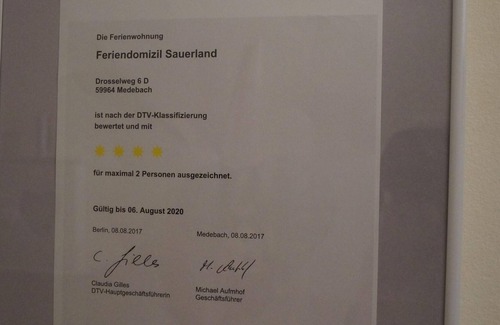 Die Ferienwohnung
Feriendomizil Sauerland
Drosselweg 6 D
59964 Medebach
ist nach der DTV-Klassifizierung
bewertet und mit
für maximal 2 Personen ausgezeichnet.
Gültig bis 06. August 2020
Berlin, 08.08.2017
Medebach, 08.08.2017
C. Gilles
Claudia Gilles
DTV-Hauptgeschäftsführerin
Michael Aufmhof
Geschäftsführer